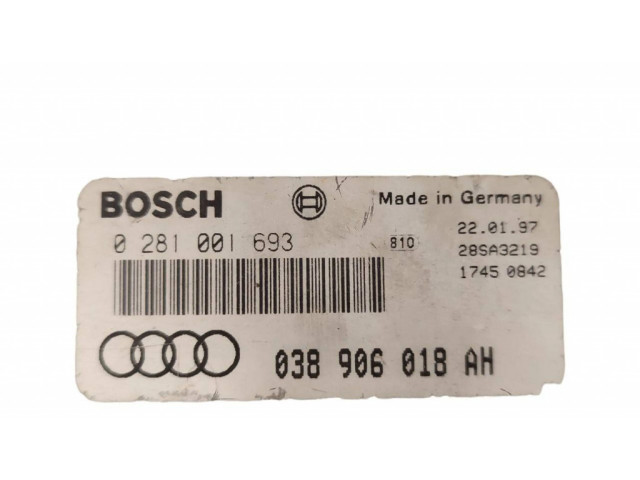 BOSCH
Made in Germany
0 281 001 693
810
22.01.97
28SA3219
1745 0842
038 906 018 AH